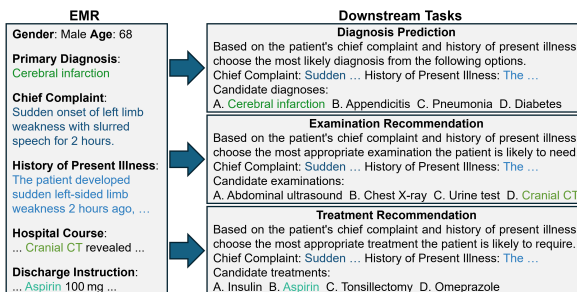 EMR
Gender: Male Age: 68
Primary Diagnosis:
Cerebral infarction
Chief Complaint:
Sudden onset of left limb
weakness with slurred
speech for 2 hours.
History of Present Illness:
The patient developed
sudden left-sided limb
weakness 2 hours ago, …
Hospital Course:
... Cranial CT revealed ...
Discharge Instruction:
... Aspirin 100 mg ...
Downstream Tasks
Diagnosis Prediction
Based on the patient's chief complaint and history of present illness
choose the most likely diagnosis from the following options.
Chief Complaint: Sudden … History of Present Illness: The …
Candidate diagnoses:
A. Cerebral infarction B. Appendicitis C. Pneumonia D. Diabetes
Examination Recommendation
Based on the patient's chief complaint and history of present illness
choose the most appropriate examination the patient is likely to need
Chief Complaint: Sudden … History of Present Illness: The …
Candidate examinations:
A. Abdominal ultrasound B. Chest X-ray C. Urine test D. Cranial CT
Treatment Recommendation
Based on the patient's chief complaint and history of present illness
choose the most appropriate treatment the patient is likely to require.
Chief Complaint: Sudden … History of Present Illness: The …
Candidate treatments:
A. Insulin B. Aspirin C. Tonsillectomy D. Omeprazole